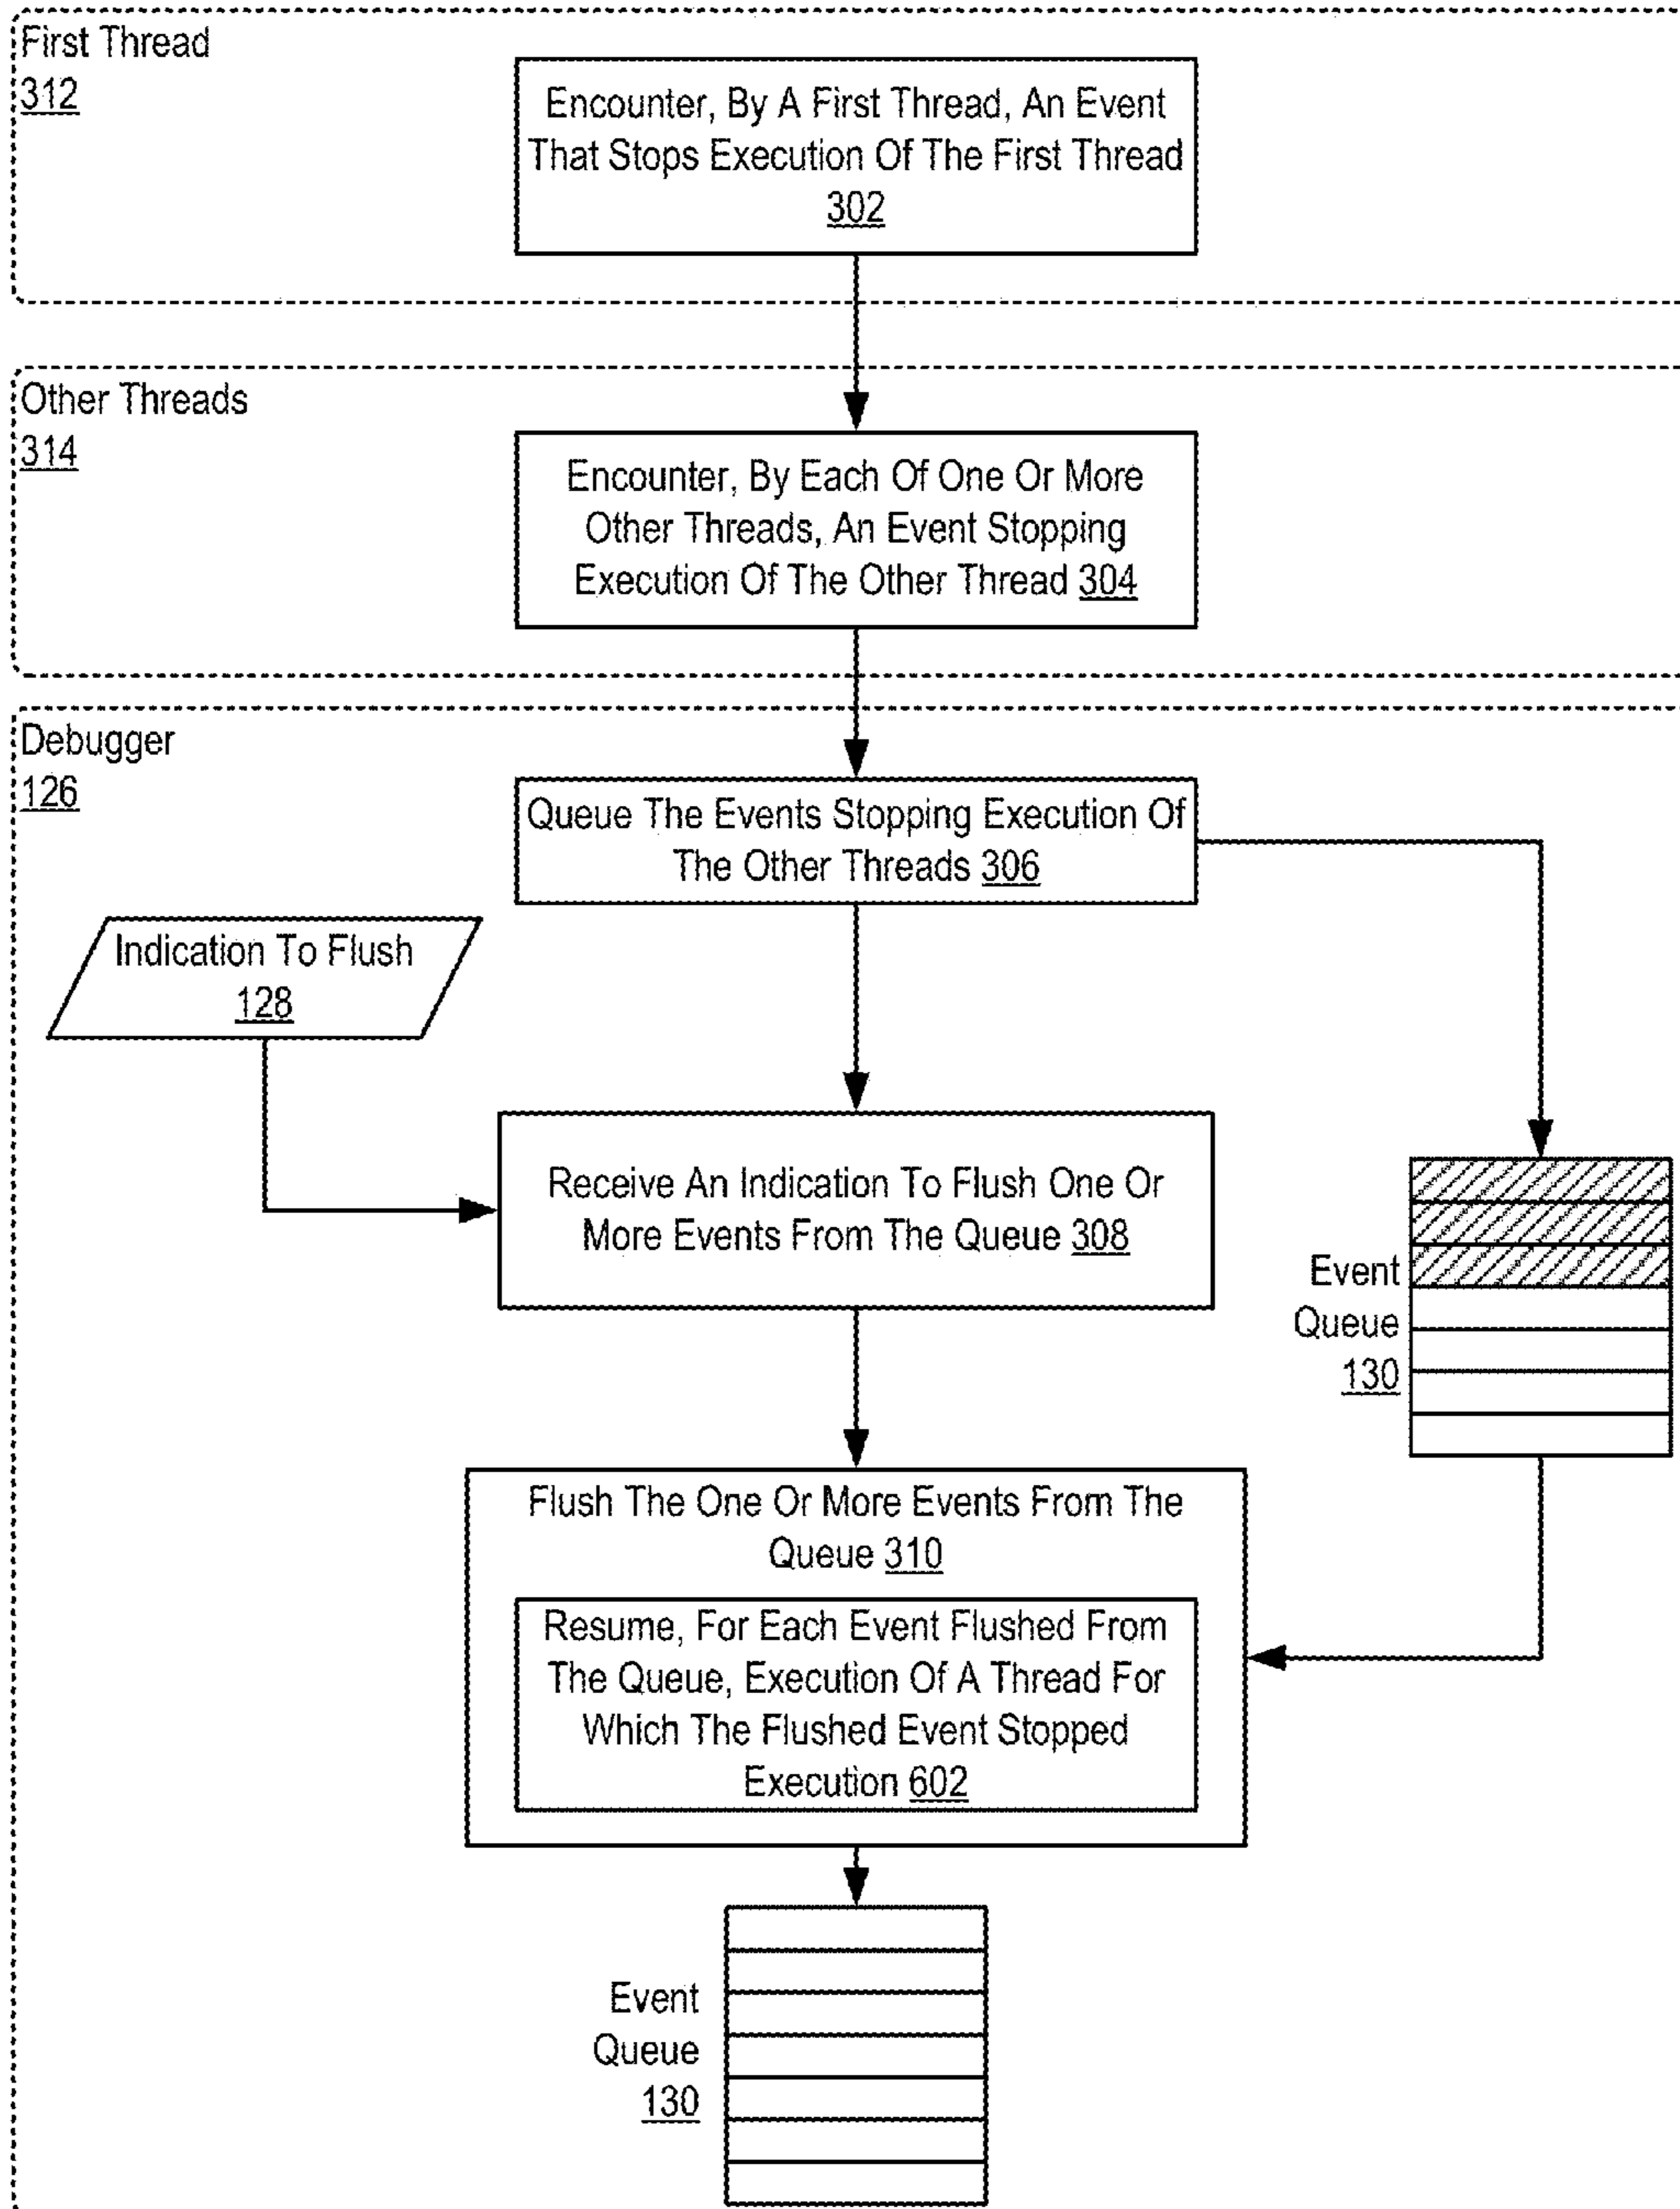 First Thread
312
Encounter, By A First Thread, An Event
That Stops Execution Of The First Thread
302
Other Threads
314
Encounter, By Each Of One Or More
Other Threads, An Event Stopping
Execution Of The Other Thread 304
Debugger
126
Queue The Events Stopping Execution Of
The Other Threads 306
Indication To Flush
128
Receive An Indication To Flush One Or
More Events From The Queue 308
Event
Queue
130
Flush The One Or More Events From The
Queue 310
Resume, For Each Event Flushed From
The Queue, Execution Of A Thread For
Which The Flushed Event Stopped
Execution 602
Event
Queue
130